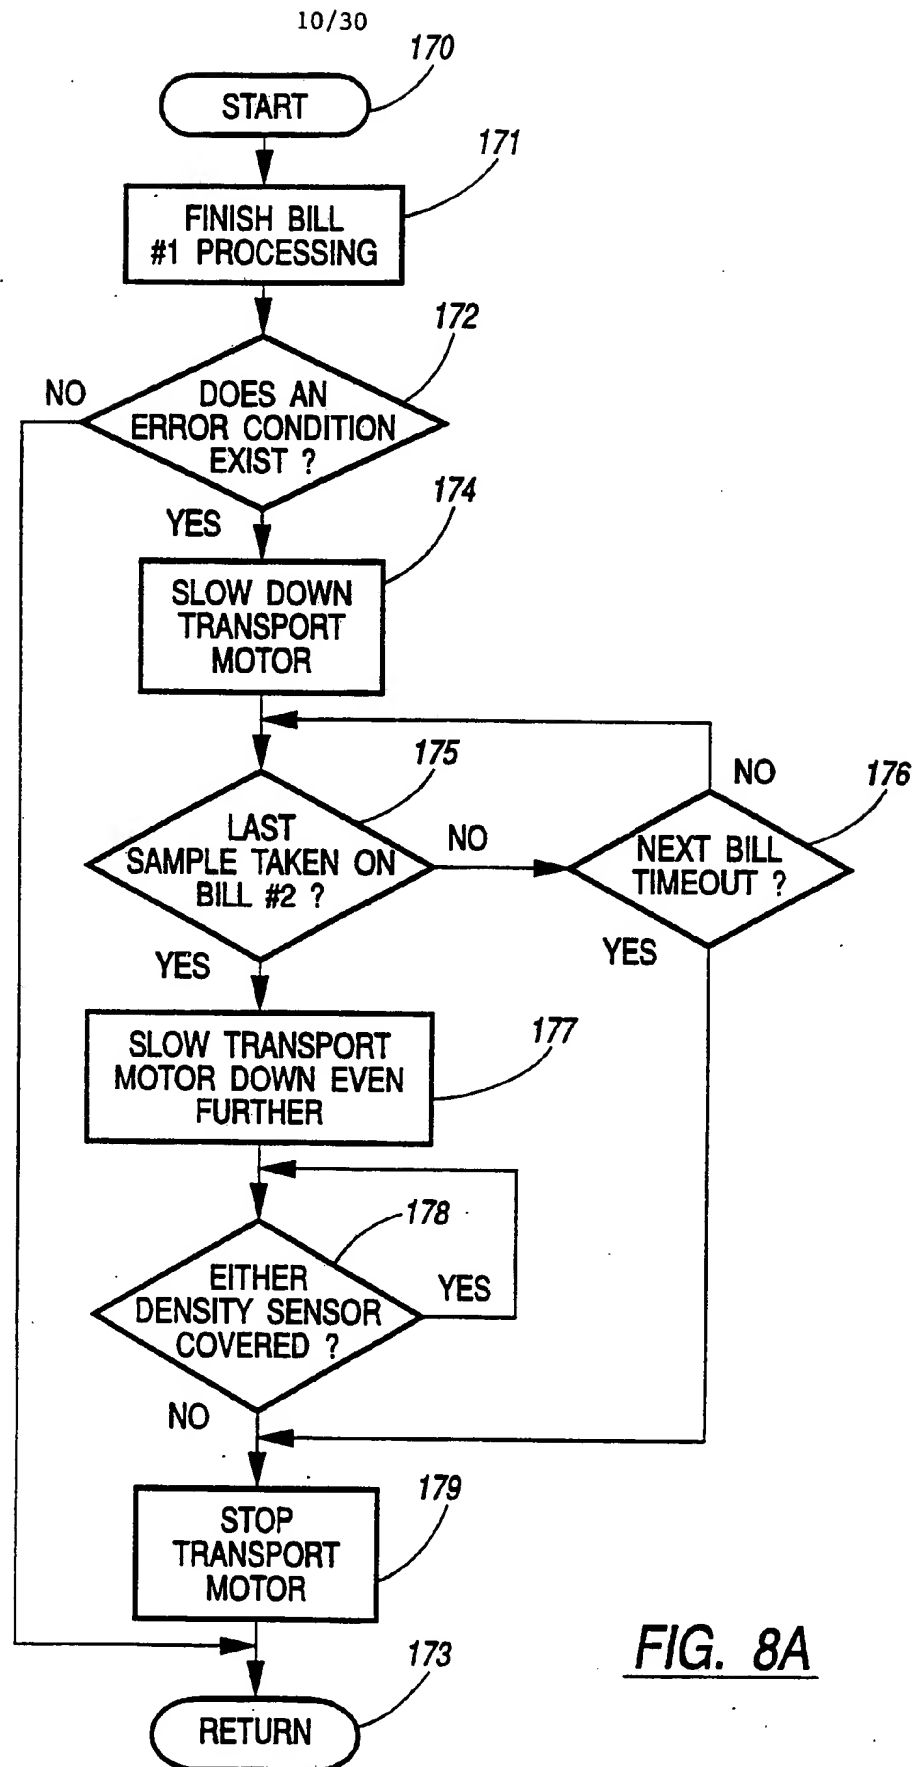 10/30
170
START
171
FINISH BILL
#1 PROCESSING
172
NO
DOES AN
ERROR CONDITION
EXIST ?
174
YES
SLOW DOWN
TRANSPORT
MOTOR
175
NO
176
LAST
SAMPLE TAKEN ON
BILL #2 ?
NO
NEXT BILL
TIMEOUT ?
YES
YES
SLOW TRANSPORT
MOTOR DOWN EVEN
FURTHER
177
178
EITHER
DENSITY SENSOR
COVERED ?
YES
NO
179
STOP
TRANSPORT
MOTOR
173
RETURN
FIG. 8A